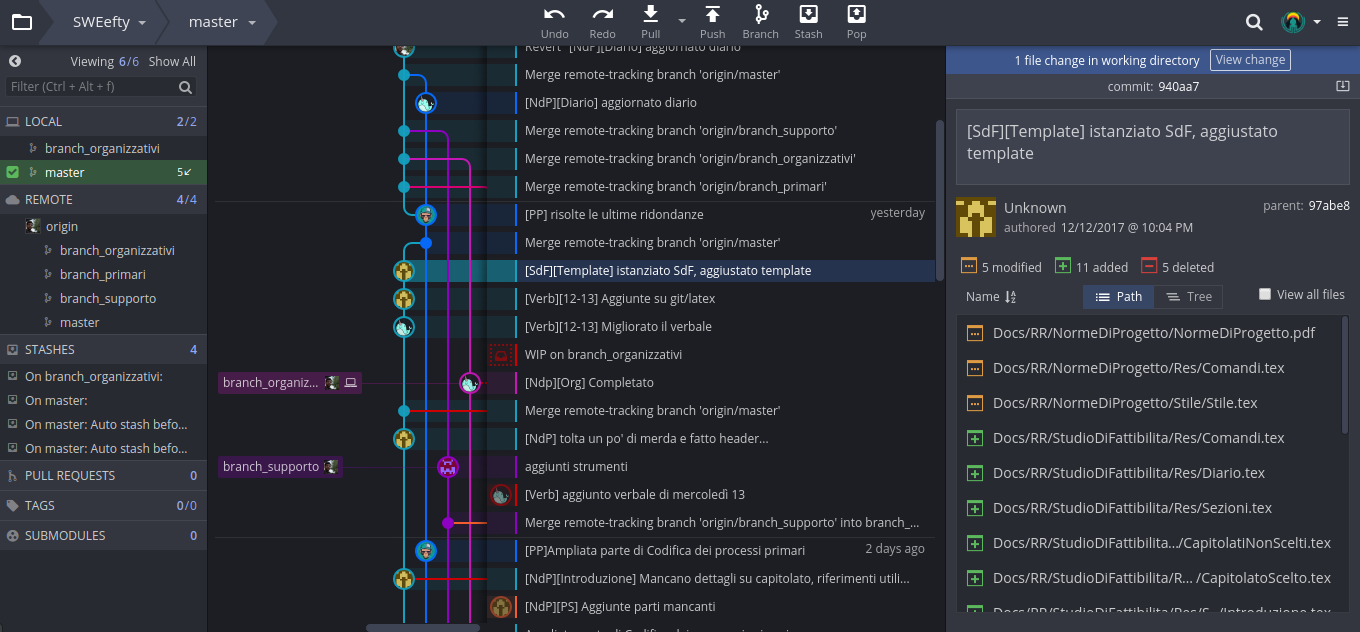 SWEefty
master
Undo
Redo
Pull
Push
Branch
Stash
Pop
Viewing 6/6 Show All
Filter (Ctrl + Alt + f)
LOCAL 2/2
branch_organizzativi
master 5↙
REMOTE 4/4
origin
branch_organizzativi
branch_primari
branch_supporto
master
STASHES 4
On branch_organizzativi:
On master:
On master: Auto stash befo...
On master: Auto stash befo...
PULL REQUESTS 0
TAGS 0/0
SUBMODULES 0
branch_organiz...
branch_supporto
Revert "[NdP][Diario] aggiornato diario"
Merge remote-tracking branch 'origin/master'
[NdP][Diario] aggiornato diario
Merge remote-tracking branch 'origin/branch_supporto'
Merge remote-tracking branch 'origin/branch_organizzativi'
Merge remote-tracking branch 'origin/branch_primari'
[PP] risolte le ultime ridondanze yesterday
Merge remote-tracking branch 'origin/master'
[SdF][Template] istanziato SdF, aggiustato template
[Verb][12-13] Aggiunte su git/latex
[Verb][12-13] Migliorato il verbale
WIP on branch_organizzativi
[Ndp][Org] Completato
Merge remote-tracking branch 'origin/master'
[NdP] tolta un po' di merda e fatto header...
aggiunti strumenti
[Verb] aggiunto verbale di mercoledì 13
Merge remote-tracking branch 'origin/branch_supporto' into branch_...
[PP]Ampliata parte di Codifica dei processi primari 2 days ago
[NdP][Introduzione] Mancano dettagli su capitolato, riferimenti utili...
[NdP][PS] Aggiunte parti mancanti
1 file change in working directory View change
commit: 940aa7
[SdF][Template] istanziato SdF, aggiustato
template
Unknown
authored 12/12/2017 @ 10:04 PM
parent: 97abe8
5 modified 11 added 5 deleted
Name Path Tree View all files
Docs/RR/NormeDiProgetto/NormeDiProgetto.pdf
Docs/RR/NormeDiProgetto/Res/Comandi.tex
Docs/RR/NormeDiProgetto/Stile/Stile.tex
Docs/RR/StudioDiFattibilita/Res/Comandi.tex
Docs/RR/StudioDiFattibilita/Res/Diario.tex
Docs/RR/StudioDiFattibilita/Res/Sezioni.tex
Docs/RR/StudioDiFattibilita.../CapitolatiNonScelti.tex
Docs/RR/StudioDiFattibilita/R... /CapitolatoScelto.tex
Docs/RR/StudioDiFattibilita/Res/S.../Introduzione.tex